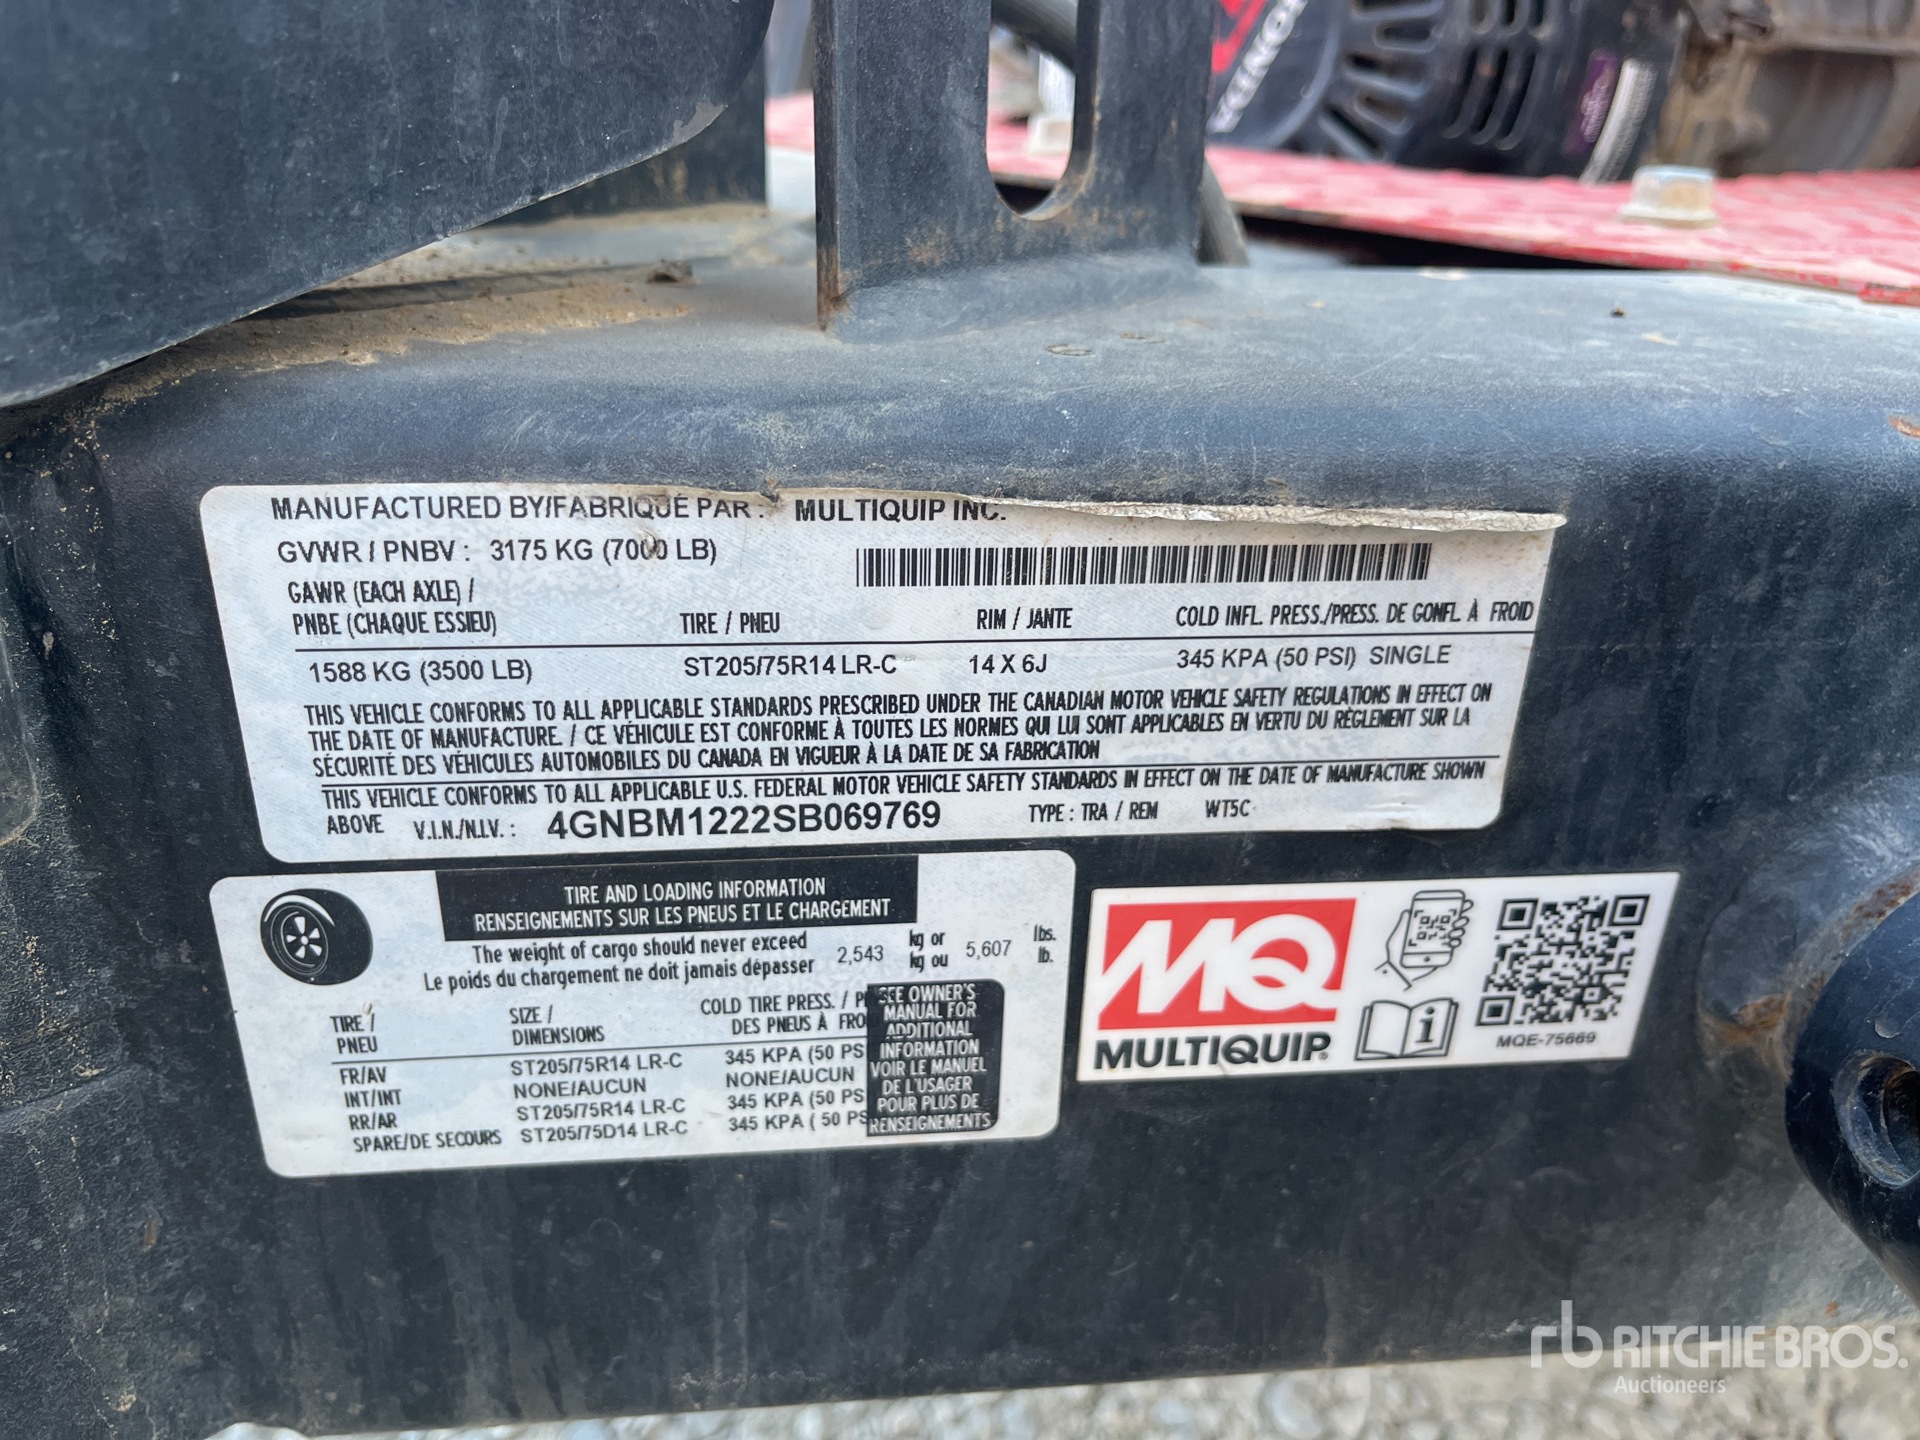 HONDA
MANUFACTURED BY/FABRIQUÉ PAR : MULTIQUIP INC.
GVWR / PNBV : 3175 KG (7000 LB)
GAWR (EACH AXLE) /
PNBE (CHAQUE ESSIEU) TIRE / PNEU RIM / JANTE COLD INFL. PRESS./PRESS. DE GONFL. À FROID
1588 KG (3500 LB) ST205/75R14 LR-C 14 X 6J 345 KPA (50 PSI) SINGLE
THIS VEHICLE CONFORMS TO ALL APPLICABLE STANDARDS PRESCRIBED UNDER THE CANADIAN MOTOR VEHICLE SAFETY REGULATIONS IN EFFECT ON
THE DATE OF MANUFACTURE. / CE VÉHICULE EST CONFORME À TOUTES LES NORMES QUI LUI SONT APPLICABLES EN VERTU DU RÈGLEMENT SUR LA
SÉCURITÉ DES VÉHICULES AUTOMOBILES DU CANADA EN VIGUEUR À LA DATE DE SA FABRICATION
THIS VEHICLE CONFORMS TO ALL APPLICABLE U.S. FEDERAL MOTOR VEHICLE SAFETY STANDARDS IN EFFECT ON THE DATE OF MANUFACTURE SHOWN
ABOVE V.I.N./N.I.V. : 4GNBM1222SB069769 TYPE : TRA / REM WT5C
TIRE AND LOADING INFORMATION
RENSEIGNEMENTS SUR LES PNEUS ET LE CHARGEMENT
The weight of cargo should never exceed 2,543 kg or 5,607 lbs.
Le poids du chargement ne doit jamais dépasser kg ou lb.
TIRE / SIZE / COLD TIRE PRESS. / P
PNEU DIMENSIONS DES PNEUS À FRO
FR/AV ST205/75R14 LR-C 345 KPA (50 PS
INT/INT NONE/AUCUN NONE/AUCUN
RR/AR ST205/75R14 LR-C 345 KPA (50 PS
SPARE/DE SECOURS ST205/75D14 LR-C 345 KPA ( 50 PS
SEE OWNER'S
MANUAL FOR
ADDITIONAL
INFORMATION
VOIR LE MANUEL
DE L'USAGER
POUR PLUS DE
RENSEIGNEMENTS
MQ
MULTIQUIP
i
MQE-75669
rb RITCHIE BROS.
Auctioneers